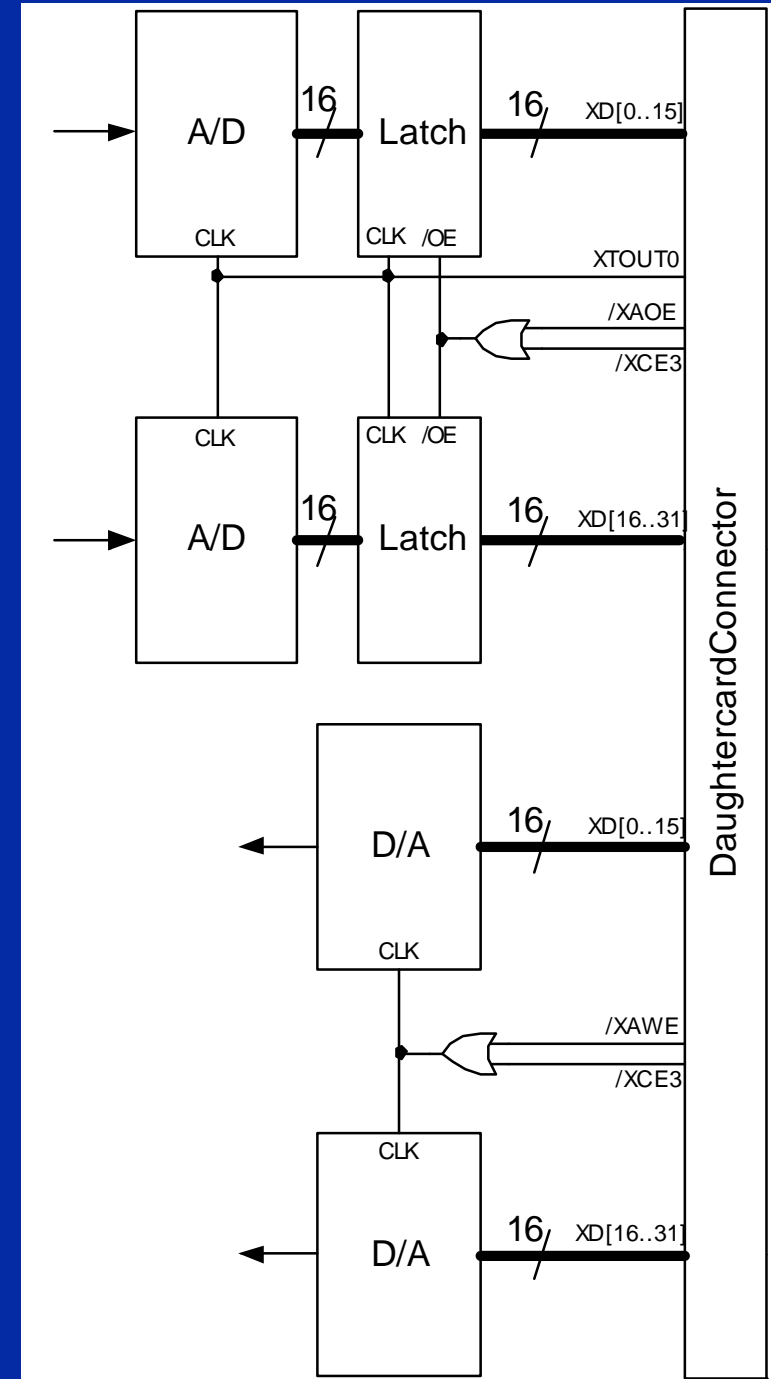 16
16
XD[0..15]
A/D
Latch
CLK
CLK
/OE
XTOUT0
/XAOE
/XCE3
CLK
CLK
/OE
16
16
XD[16..31]
A/D
Latch
DaughtercardConnector
16
XD[0..15]
D/A
CLK
/XAWE
/XCE3
CLK
16
XD[16..31]
D/A